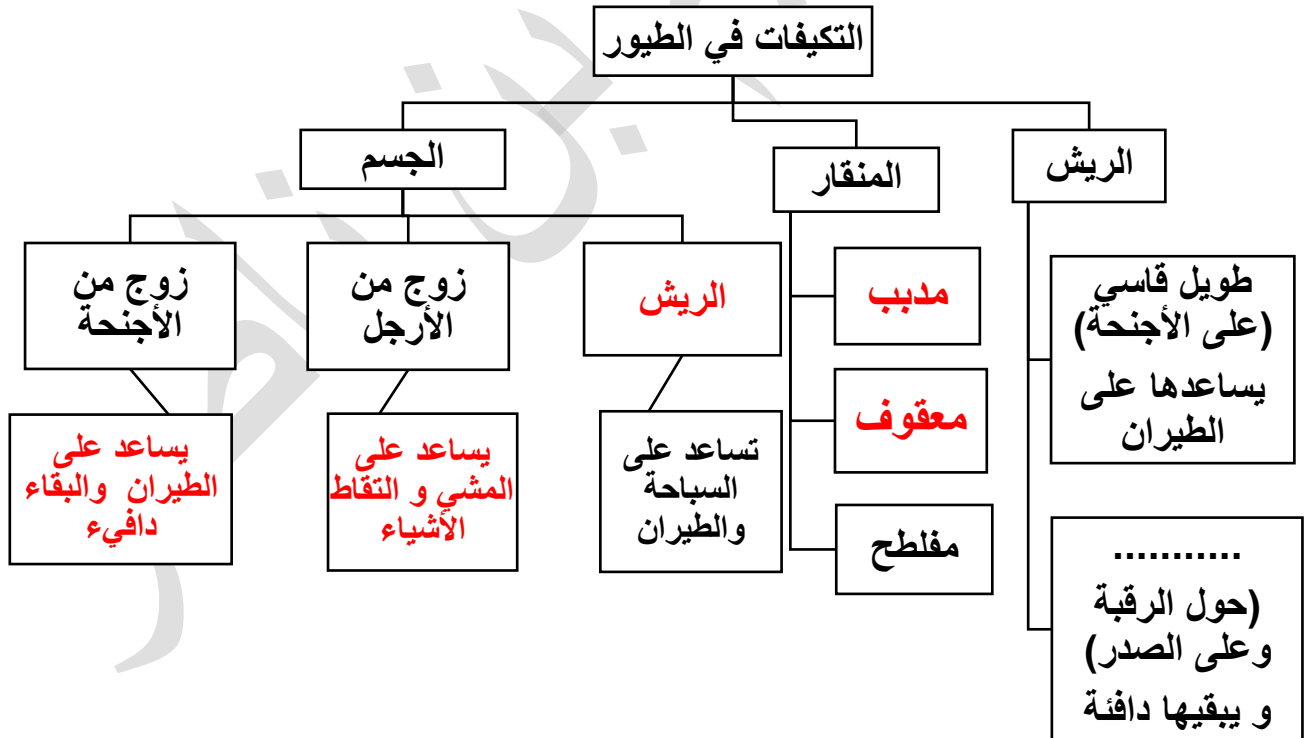 التكيفات في الطيور
الريش
طويل قاسي
(على الأجنحة)
يساعدها على
الطيران
...........
(حول الرقبة
وعلى الصدر)
و يبقيها دافئة
المنقار
مدبب
معقوف
مفلطح
الجسم
الريش
تساعد على
السباحة
والطيران
زوج من
الأرجل
يساعد على
المشي و التقاط
الأشياء
زوج من
الأجنحة
يساعد على
الطيران والبقاء
دافيء